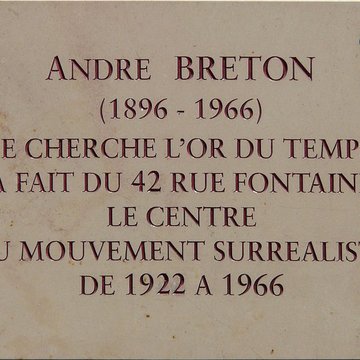 ANDRE BRETON
(1896 - 1966)
E CHERCHE L'OR DU TEMP
A FAIT DU 42 RUE FONTAIN
LE CENTRE
U MOUVEMENT SURREALIST
DE 1922 A 1966